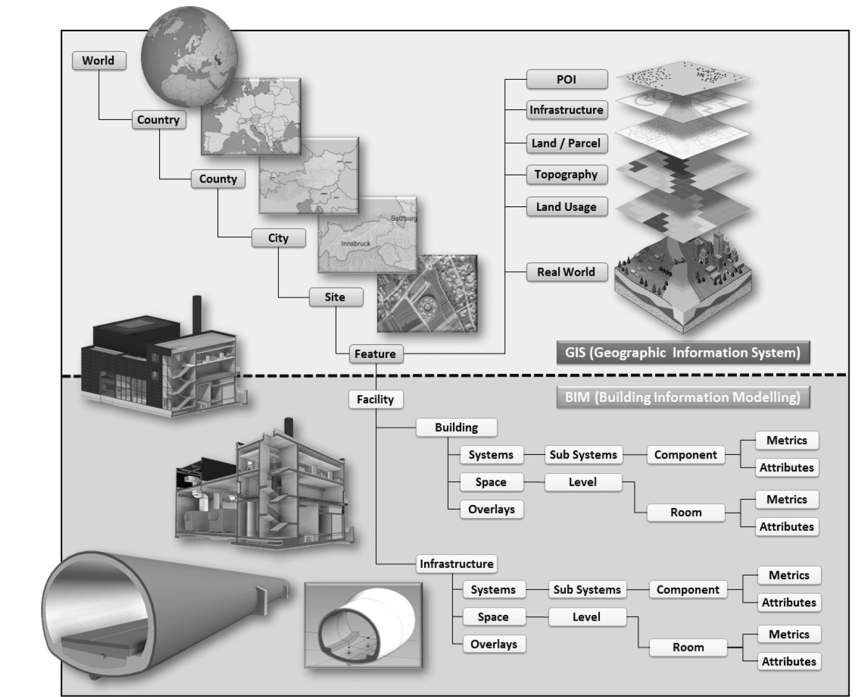 World
Country
County
City
Site
Feature
Salzburg
Innsbruck
POI
Infrastructure
Land / Parcel
Topography
Land Usage
Real World
GIS (Geographic Information System)
BIM (Building Information Modelling)
Facility
Building
Systems
Sub Systems
Component
Metrics
Attributes
Space
Level
Room
Metrics
Attributes
Overlays
Infrastructure
Systems
Sub Systems
Component
Metrics
Attributes
Space
Level
Room
Metrics
Attributes
Overlays